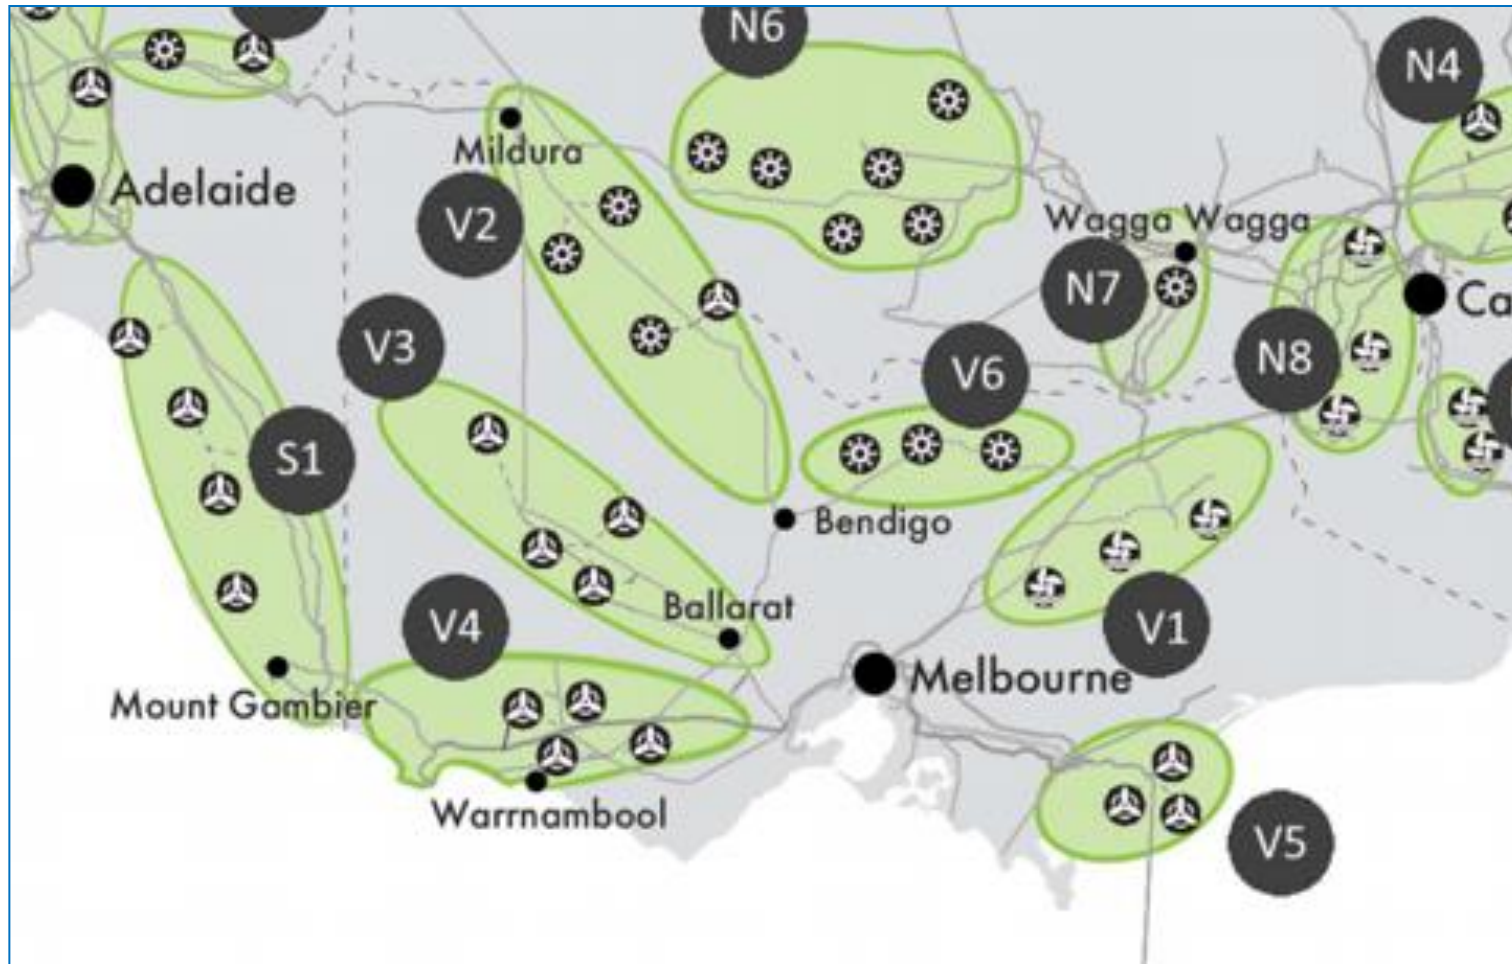 N6
N4
Mildura
Adelaide
V2
Wagga Wagga
N7
Ca
V3
V6
N8
S1
Bendigo
Ballarat
V4
V1
Melbourne
Mount Gambier
Warrnambool
V5